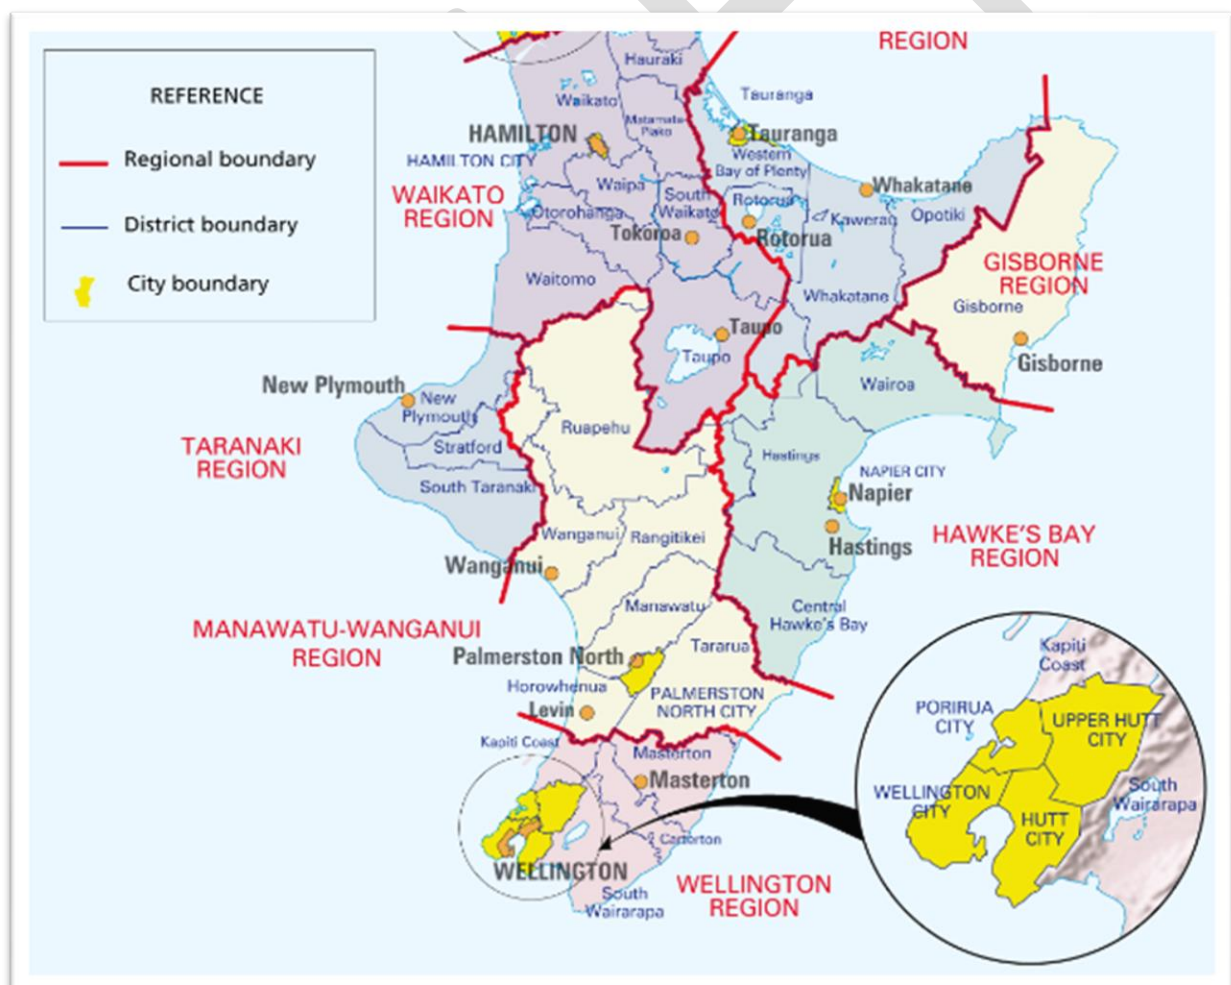 REGION
REFERENCE
Regional boundary
District boundary
City boundary
Hauraki
Waikato
Matamata-
Piako
HAMILTON
HAMILTON CITY
WAIKATO
REGION
Waipa
South
Waikato
Otorohanga
Tokoroa
Waitomo
Tauranga
Tauranga
Western
Bay of Plenty
Rotorua
Rotorua
Whakatane
Kawerau
Opotiki
Whakatane
GISBORNE
REGION
Gisborne
Gisborne
Taupo
Taupo
Wairoa
New Plymouth
New
Plymouth
Stratford
South Taranaki
TARANAKI
REGION
Ruapehu
Hastings
NAPIER CITY
Napier
Hastings
HAWKE'S BAY
REGION
Wanganui
Rangitikei
Wanganui
Manawatu
Central
Hawke's Bay
MANAWATU-WANGANUI
REGION
Tararua
Palmerston North
Horowhenua
PALMERSTON
NORTH CITY
Levin
Kapiti Coast
Masterton
Masterton
Carterton
WELLINGTON
South
Wairarapa
WELLINGTON
REGION
Kapiti
Coast
PORIRUA
CITY
UPPER HUTT
CITY
WELLINGTON
CITY
HUTT
CITY
South
Wairarapa